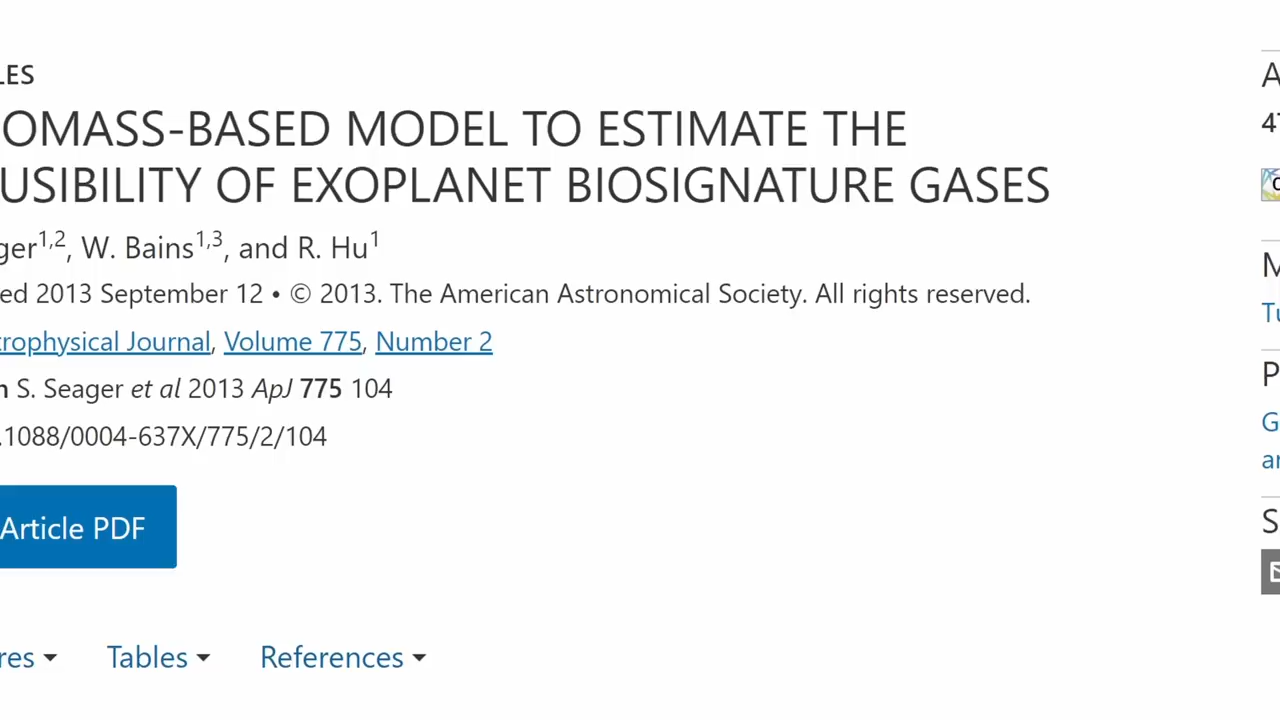 LES
OMASS-BASED MODEL TO ESTIMATE THE
USIBILITY OF EXOPLANET BIOSIGNATURE GASES
ger1,2, W. Bains1,3, and R. Hu1
ed 2013 September 12 • © 2013. The American Astronomical Society. All rights reserved.
trophysical Journal, Volume 775, Number 2
n S. Seager et al 2013 ApJ 775 104
.1088/0004-637X/775/2/104
Article PDF
res Tables References
A
47
M
Tu
P
G
ar
S